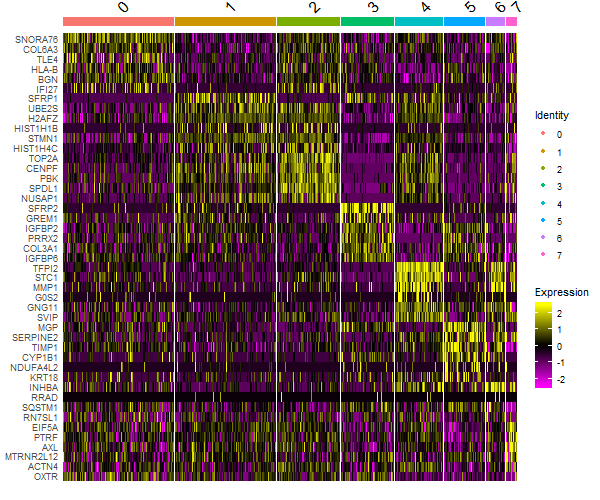 0 1 2 3 4 5 6 7
SNORA76
COL6A3
TLE4
HLA-B
BGN
IFI27
SFRP1
UBE2S
H2AFZ
HIST1H1B
STMN1
HIST1H4C
TOP2A
CENPF
PBK
SPDL1
NUSAP1
SFRP2
GREM1
IGFBP2
PRRX2
COL3A1
IGFBP6
TFPI2
STC1
MMP1
G0S2
GNG11
SVIP
MGP
SERPINE2
TIMP1
CYP1B1
NDUFA4L2
KRT18
INHBA
RRAD
SQSTM1
RN7SL1
EIF5A
PTRF
AXL
MTRNR2L12
ACTN4
OXTR
Identity
0
1
2
3
4
5
6
7
Expression
2
1
0
-1
-2